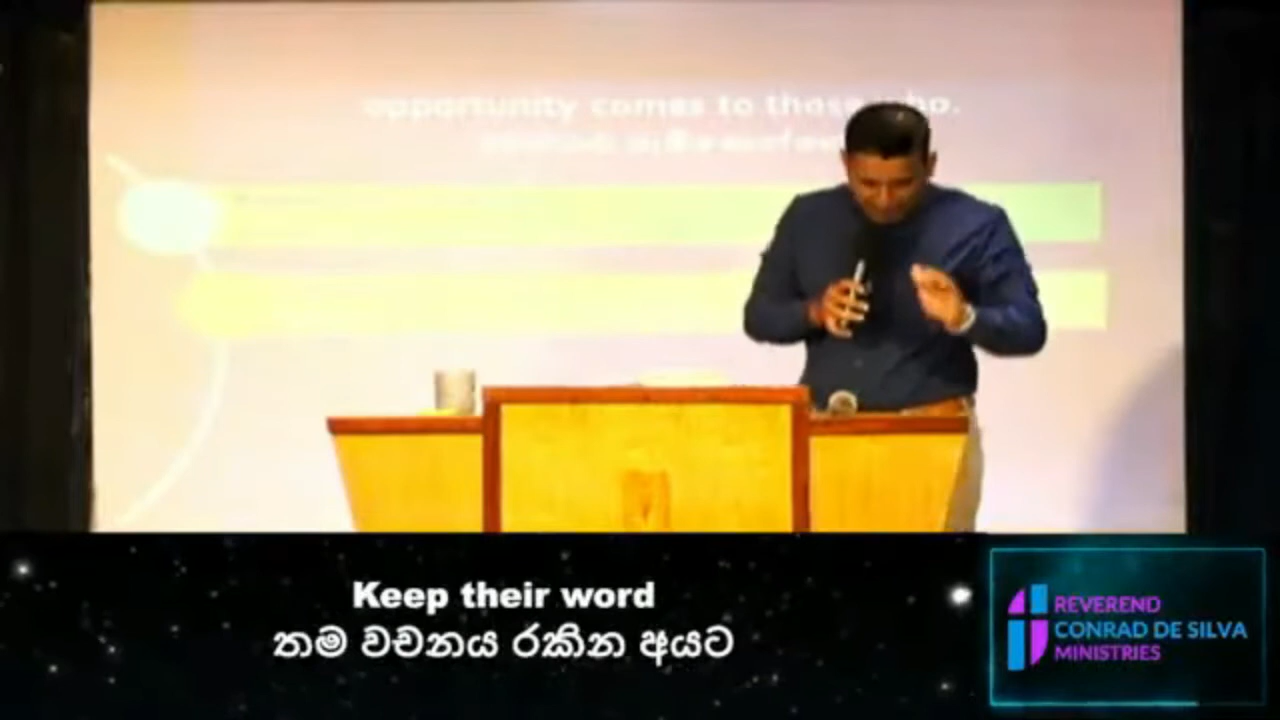 opportunity comes to those who.
Keep their word
තම වචනය රකින අයට
REVEREND
CONRAD DE SILVA
MINISTRIES